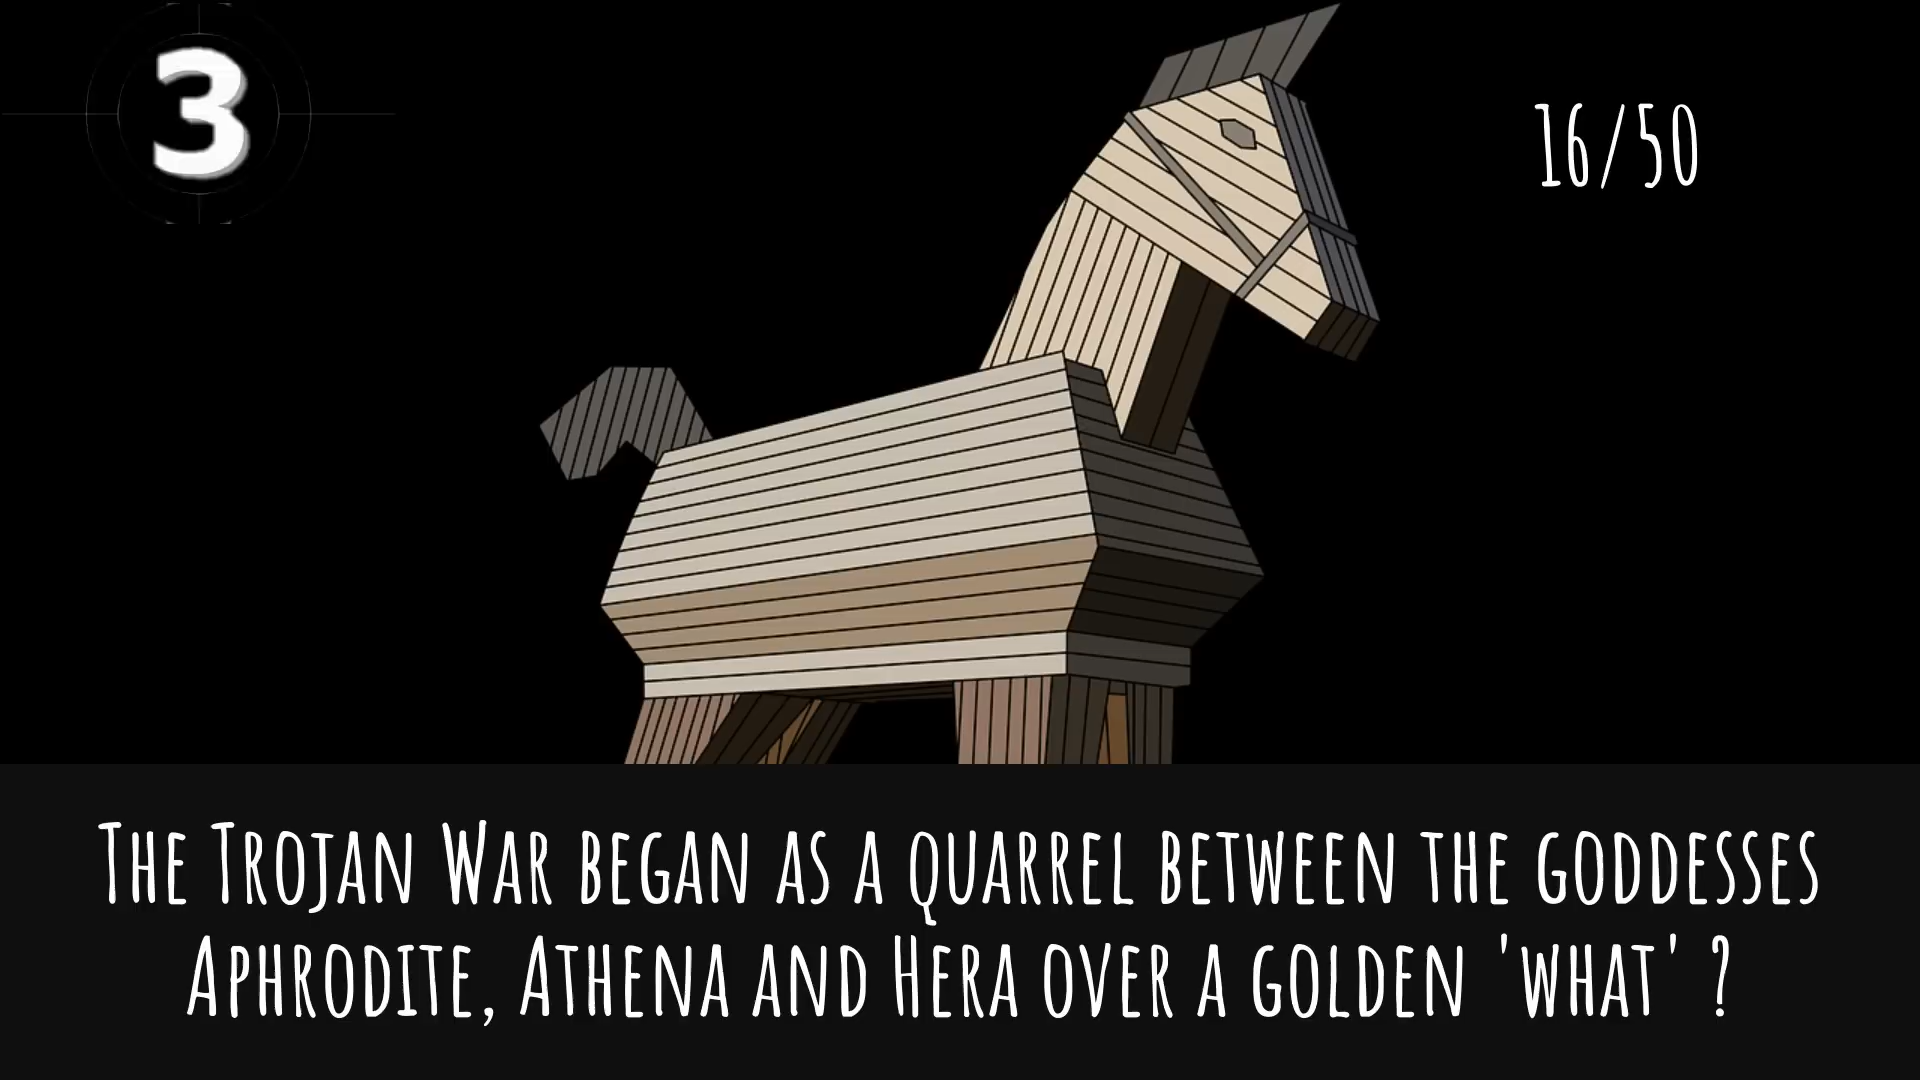 3
16/50
The Trojan War began as a quarrel between the goddesses
Aphrodite, Athena and Hera over a golden 'what' ?